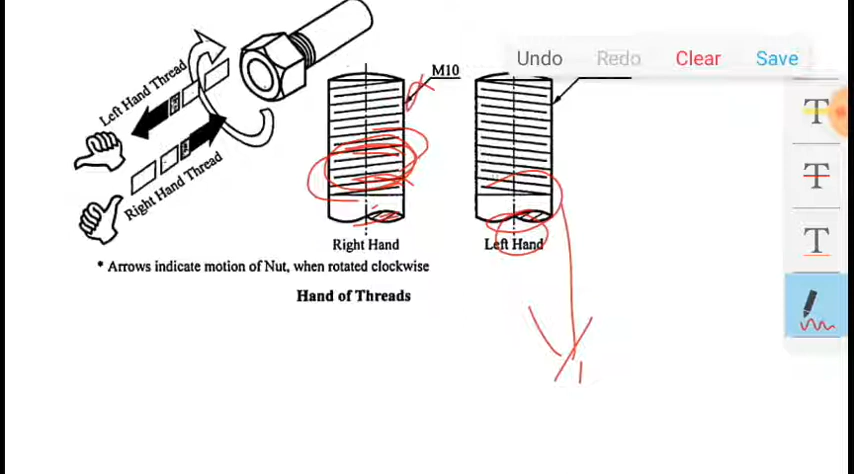 Undo Redo Clear Save
Left Hand Thread
M10
Right Hand Thread
T
T
T
Right Hand
Left Hand
* Arrows indicate motion of Nut, when rotated clockwise
Hand of Threads